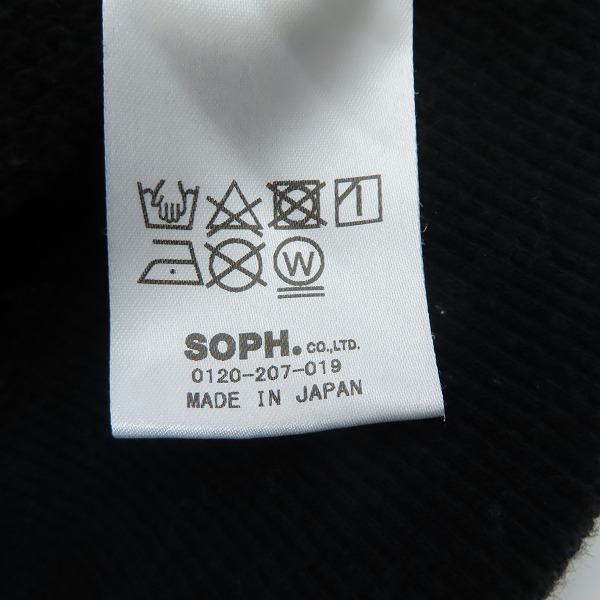 W
SOPH. CO.,LTD.
0120-207-019
MADE IN JAPAN